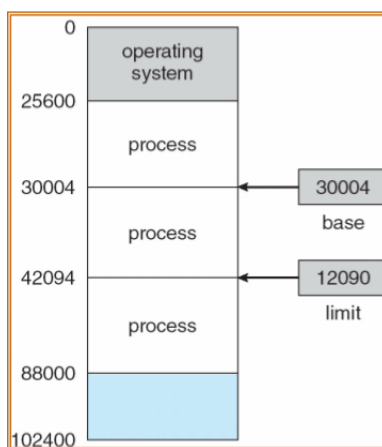 0
operating
system
25600
process
30004
30004
base
process
42094
12090
limit
process
88000
102400